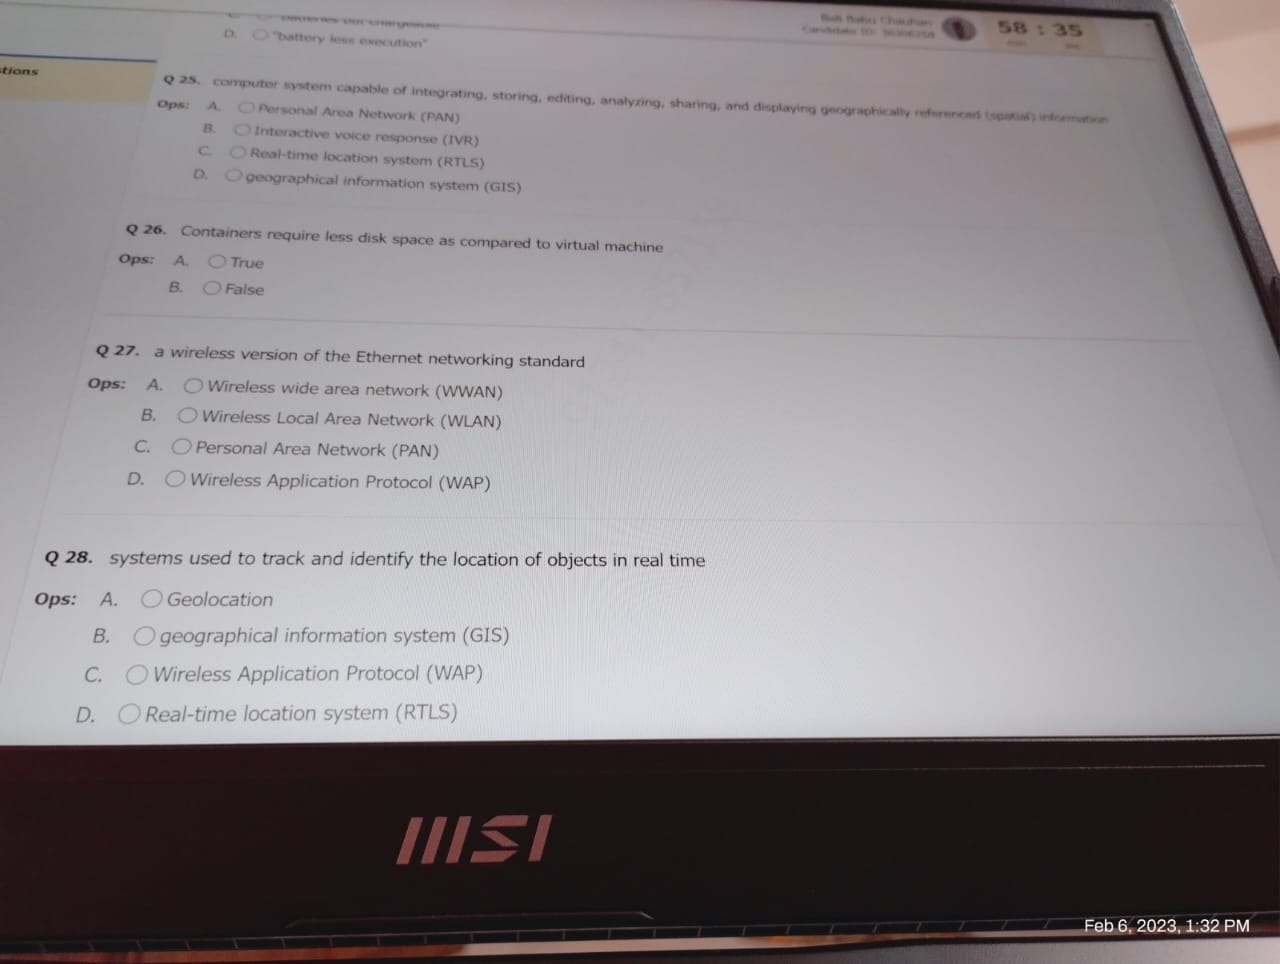 D. "battery less execution"
58 : 35
tions
Q 25. computer system capable of integrating, storing, editing, analyzing, sharing, and displaying geographically referenced (spatial) information
Ops: A. Personal Area Network (PAN)
B. Interactive voice response (IVR)
C. Real-time location system (RTLS)
D. geographical information system (GIS)
Q 26. Containers require less disk space as compared to virtual machine
Ops: A. True
B. False
Q 27. a wireless version of the Ethernet networking standard
Ops: A. Wireless wide area network (WWAN)
B. Wireless Local Area Network (WLAN)
C. Personal Area Network (PAN)
D. Wireless Application Protocol (WAP)
Q 28. systems used to track and identify the location of objects in real time
Ops: A. Geolocation
B. geographical information system (GIS)
C. Wireless Application Protocol (WAP)
D. Real-time location system (RTLS)
msi
Feb 6, 2023, 1:32 PM